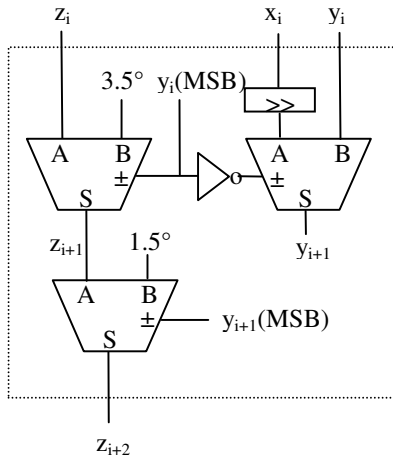 zᵢ xᵢ yᵢ
3.5° yᵢ(MSB)
>>
A B A B
± ±
S S
zᵢ₊₁ 1.5° yᵢ₊₁
A B
± yᵢ₊₁(MSB)
S
zᵢ₊₂